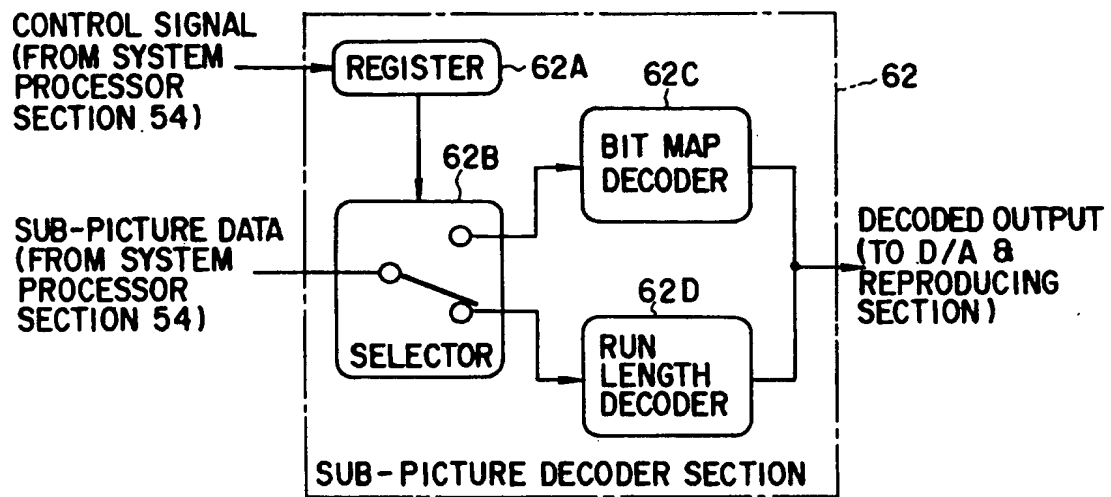 CONTROL SIGNAL
(FROM SYSTEM
PROCESSOR
SECTION 54)
REGISTER
62A
62
62B
62C
BIT MAP
DECODER
SUB-PICTURE DATA
(FROM SYSTEM
PROCESSOR
SECTION 54)
SELECTOR
62D
RUN
LENGTH
DECODER
DECODED OUTPUT
(TO D/A &
REPRODUCING
SECTION)
SUB-PICTURE DECODER SECTION